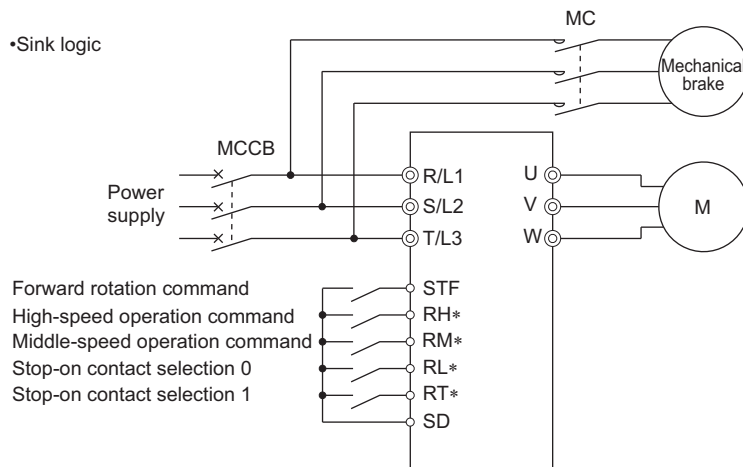 MC
•Sink logic
Mechanical
brake
MCCB
Power
supply
R/L1
S/L2
T/L3
U
V
W
M
Forward rotation command
STF
High-speed operation command
RH*
Middle-speed operation command
RM*
Stop-on contact selection 0
RL*
Stop-on contact selection 1
RT*
SD